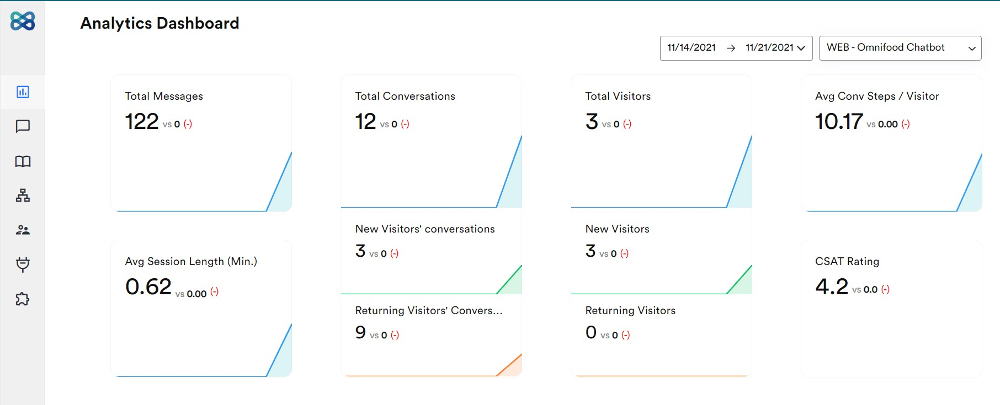 Analytics Dashboard
11/14/2021 → 11/21/2021
WEB - Omnifood Chatbot
Total Messages
122 vs 0 (-)
Total Conversations
12 vs 0 (-)
Total Visitors
3 vs 0 (-)
Avg Conv Steps / Visitor
10.17 vs 0.00 (-)
New Visitors' conversations
3 vs 0 (-)
New Visitors
3 vs 0 (-)
Avg Session Length (Min.)
0.62 vs 0.00 (-)
CSAT Rating
4.2 vs 0.0 (-)
Returning Visitors' Convers...
9 vs 0 (-)
Returning Visitors
0 vs 0 (-)